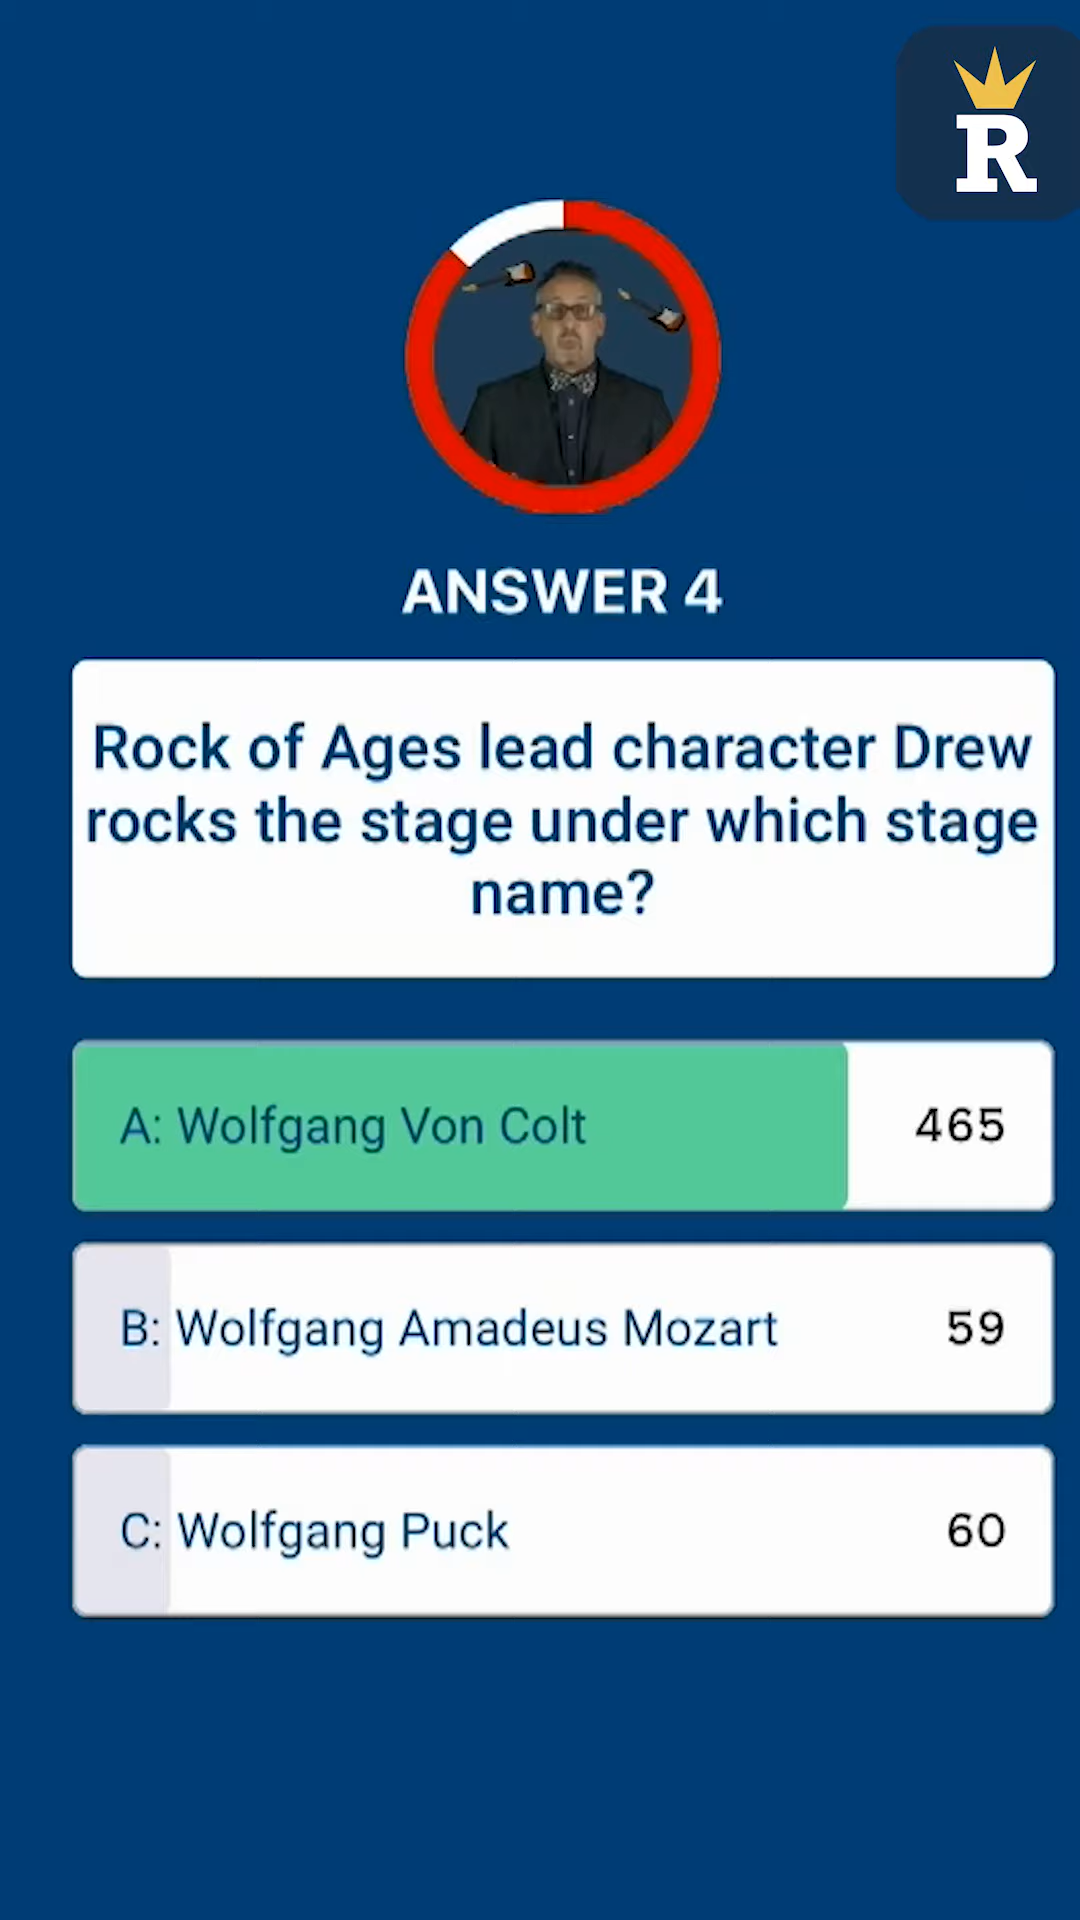 R
ANSWER 4
Rock of Ages lead character Drew
rocks the stage under which stage
name?
A: Wolfgang Von Colt 465
B: Wolfgang Amadeus Mozart 59
C: Wolfgang Puck 60